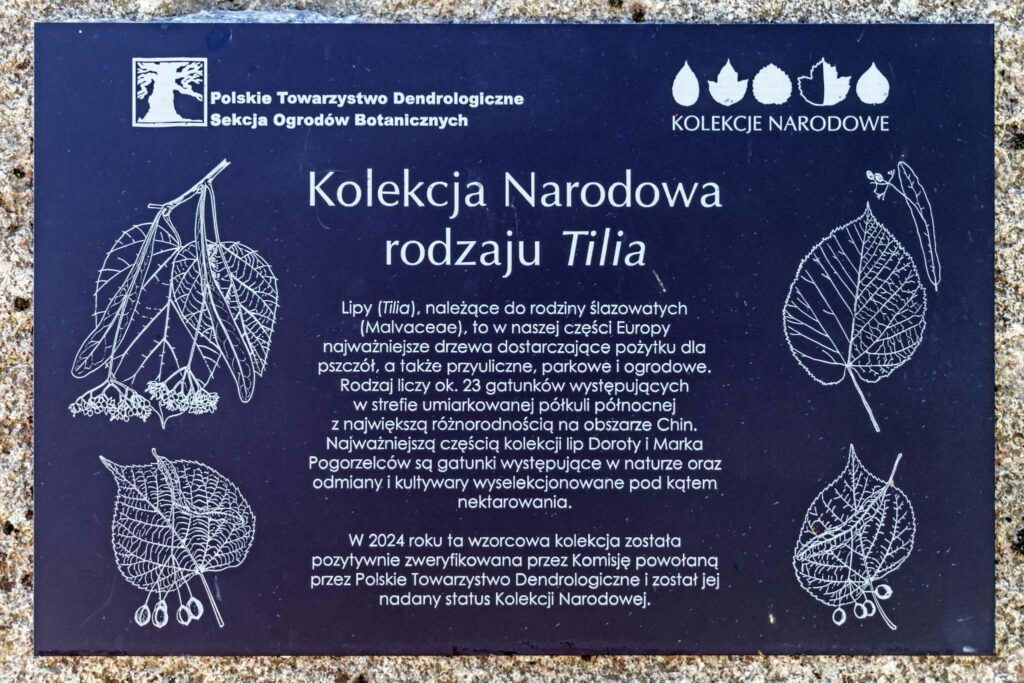 Polskie Towarzystwo Dendrologiczne
Sekcja Ogrodów Botanicznych
KOLEKCJE NARODOWE
Kolekcja Narodowa
rodzaju Tilia
Lipy (Tilia), należące do rodziny ślazowatych
(Malvaceae), to w naszej części Europy
najważniejsze drzewa dostarczające pożytku dla
pszczół, a także przyuliczne, parkowe i ogrodowe.
Rodzaj liczy ok. 23 gatunków występujących
w strefie umiarkowanej półkuli północnej
z największą różnorodnością na obszarze Chin.
Najważniejszą częścią kolekcji lip Doroty i Marka
Pogorzelców są gatunki występujące w naturze oraz
odmiany i kultywary wyselekcjonowane pod kątem
nektarowania.
W 2024 roku ta wzorcowa kolekcja została
pozytywnie zweryfikowana przez Komisję powołaną
przez Polskie Towarzystwo Dendrologiczne i został jej
nadany status Kolekcji Narodowej.